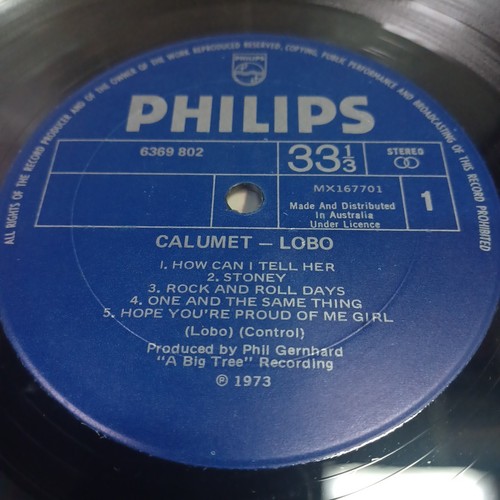 ALL RIGHTS OF THE RECORD PRODUCER AND OF THE OWNER OF THE WORK REPRODUCED RESERVED, COPYING, PUBLIC PERFORMANCE AND BROADCASTING OF THIS RECORD PROHIBITED
PHILIPS
PHILIPS
6369 802
33 1/3
STEREO
MX167701
Made And Distributed
In Australia
Under Licence
1
CALUMET – LOBO
1. HOW CAN I TELL HER
2. STONEY
3. ROCK AND ROLL DAYS
4. ONE AND THE SAME THING
5. HOPE YOU'RE PROUD OF ME GIRL
(Lobo) (Control)
Produced by Phil Gernhard
"A Big Tree" Recording
℗ 1973